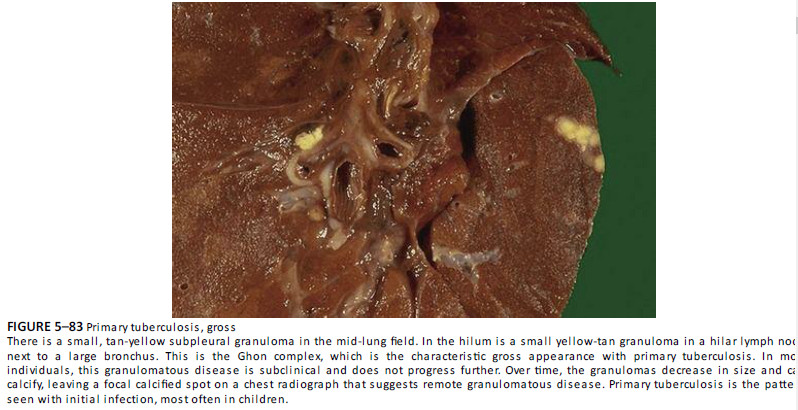 FIGURE 5–83 Primary tuberculosis, gross
There is a small, tan-yellow subpleural granuloma in the mid-lung field. In the hilum is a small yellow-tan granuloma in a hilar lymph
next to a large bronchus. This is the Ghon complex, which is the characteristic gross appearance with primary tuberculosis. In
individuals, this granulomatous disease is subclinical and does not progress further. Over time, the granulomas decrease in size and
calcify, leaving a focal calcified spot on a chest radiograph that suggests remote granulomatous disease. Primary tuberculosis is the
seen with initial infection, most often in children.